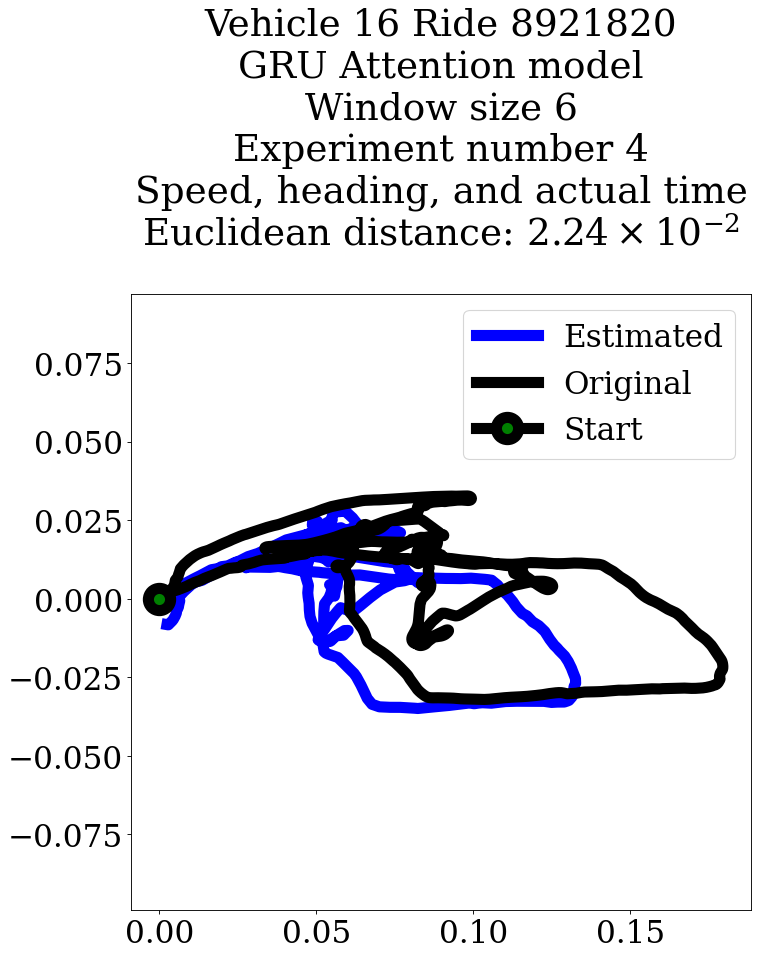 Vehicle 16 Ride 8921820
GRU Attention model
Window size 6
Experiment number 4
Speed, heading, and actual time
Euclidean distance: 2.24 × 10⁻²
Estimated
Original
Start
0.075
0.050
0.025
0.000
−0.025
−0.050
−0.075
0.00 0.05 0.10 0.15